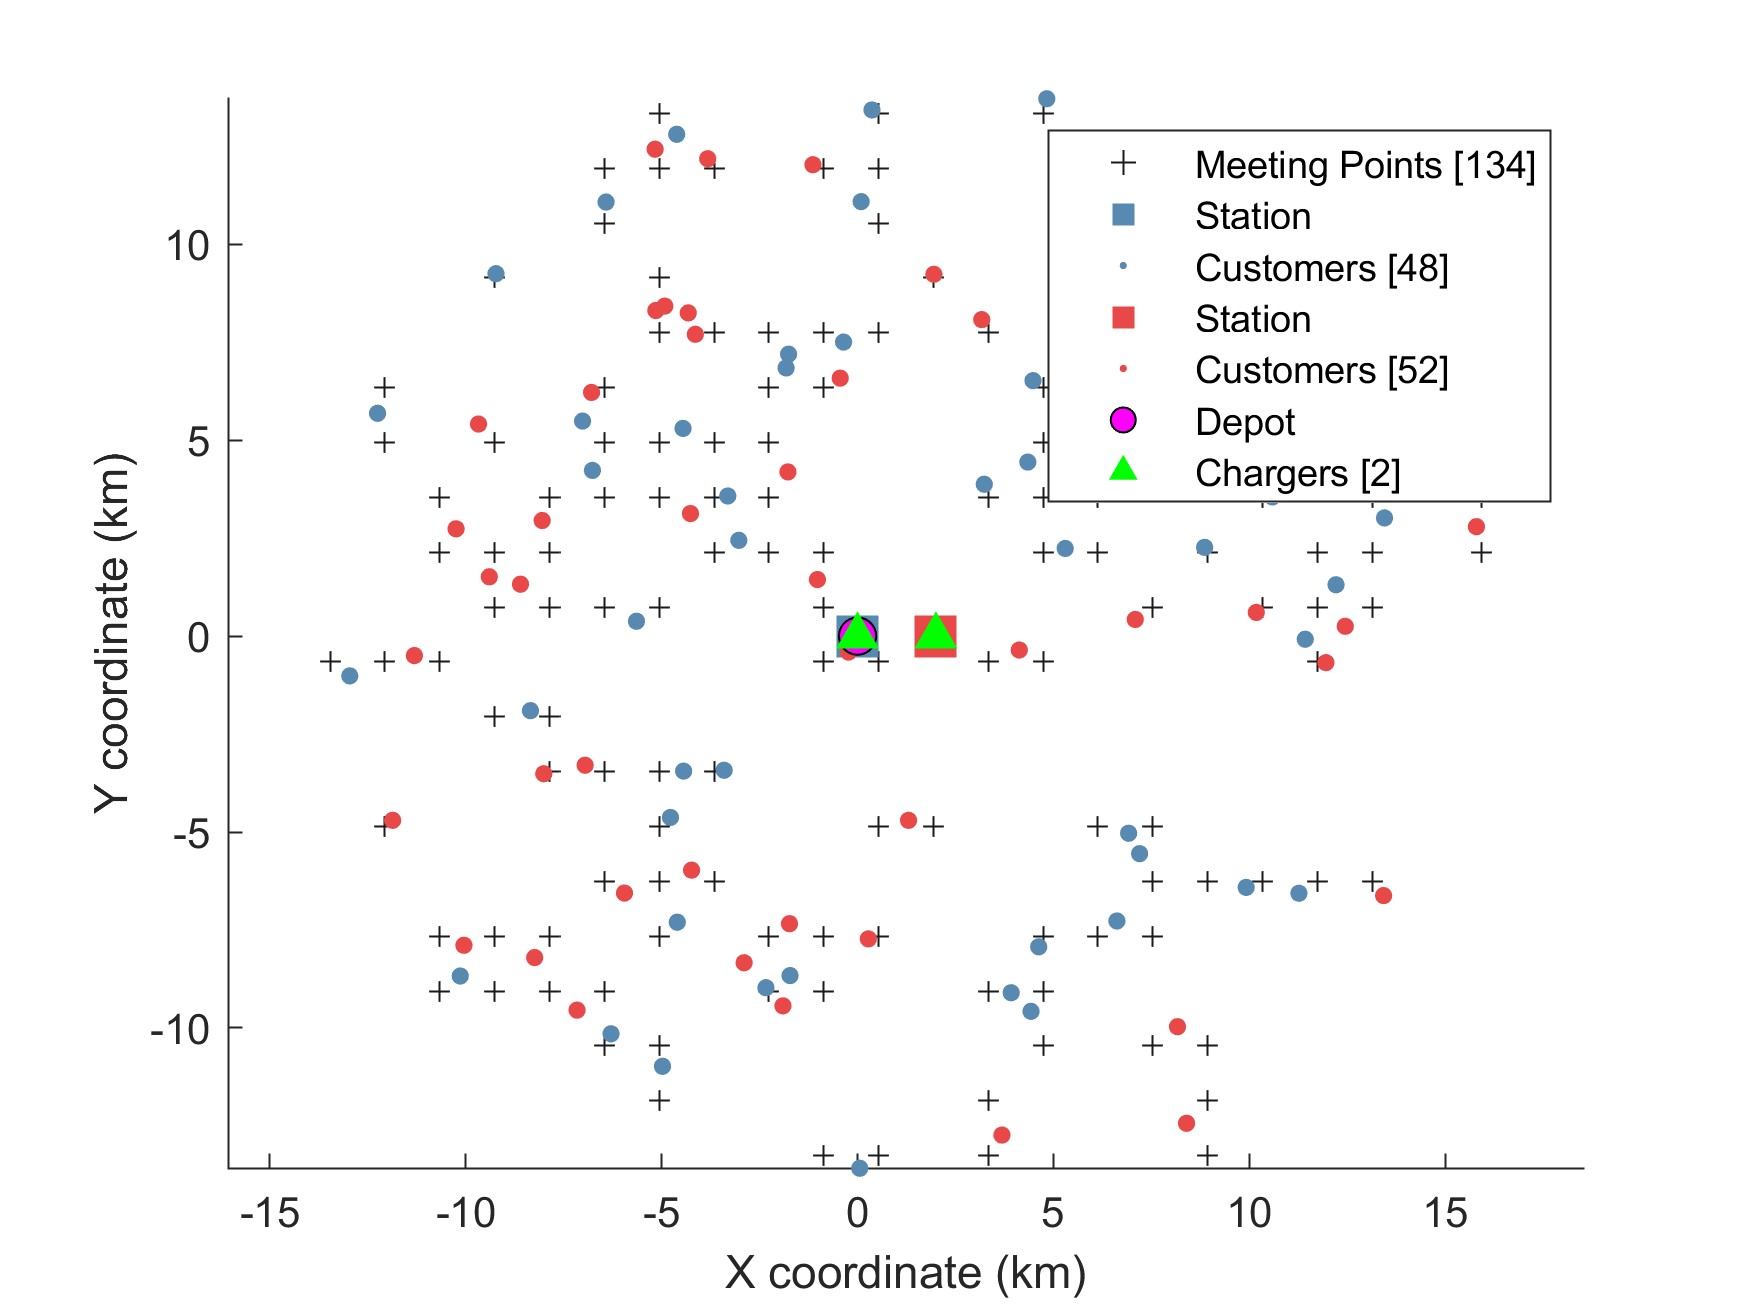 Meeting Points [134]
Station
Customers [48]
Station
Customers [52]
Depot
Chargers [2]
10
5
0
-5
-10
Y coordinate (km)
-15 -10 -5 0 5 10 15
X coordinate (km)